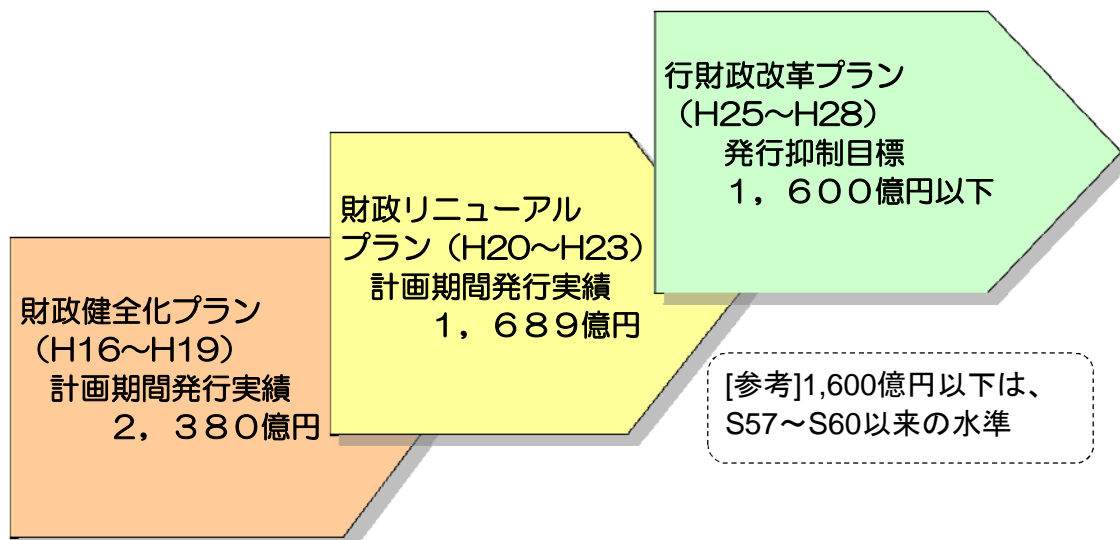 財政健全化プラン
（H16～H19）
計画期間発行実績
２，３８０億円
財政リニューアル
プラン（H20～H23）
計画期間発行実績
１，６８９億円
行財政改革プラン
（H25～H28）
発行抑制目標
１，６００億円以下
[参考]1,600億円以下は、
S57～S60以来の水準